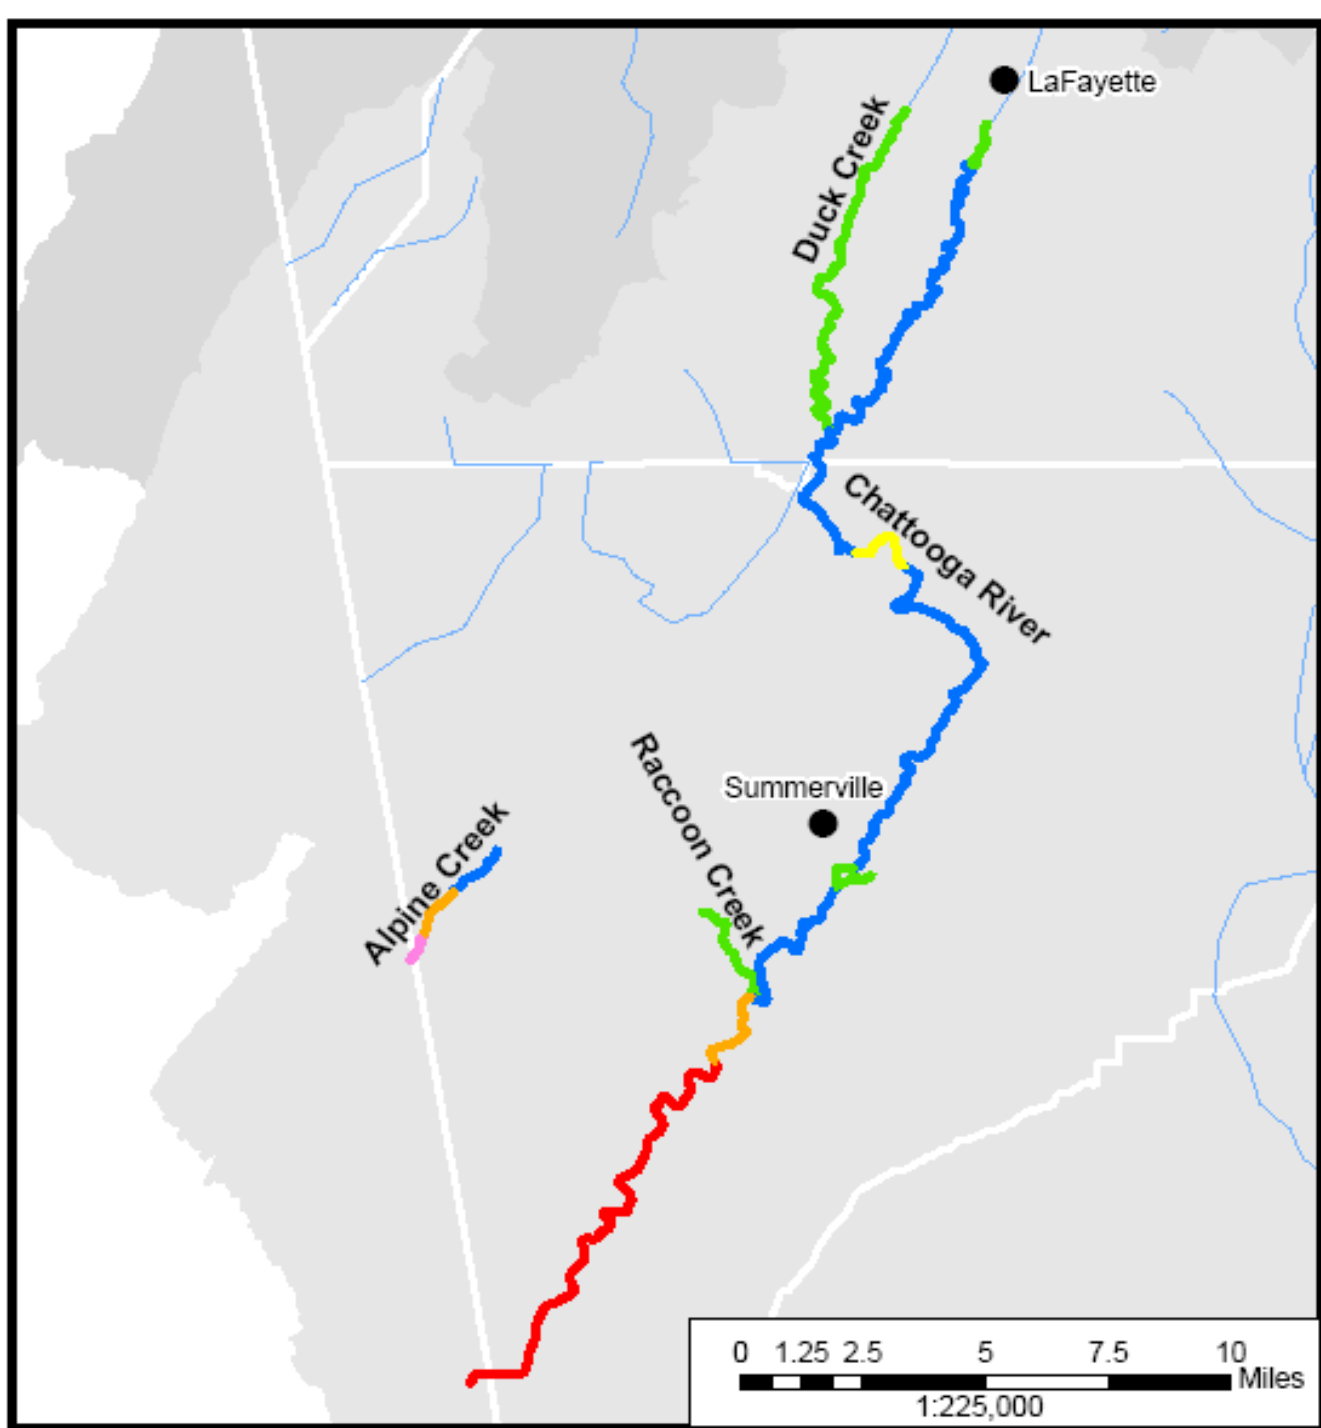 LaFayette
Duck Creek
Chattooga River
Raccoon Creek
Summerville
Alpine Creek
0 1.25 2.5 5 7.5 10
Miles
1:225,000